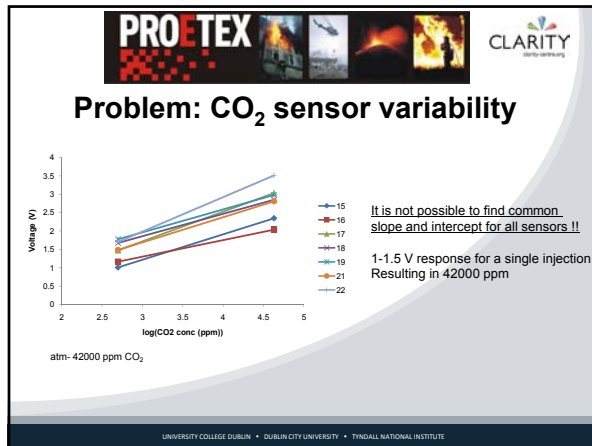 PROETEX
CLARITY
clarity-centre.org
Problem: CO2 sensor variability
4
3.5
3
2.5
2
1.5
1
0.5
0
Voltage (V)
2
2.5
3
3.5
4
4.5
5
log(CO2 conc (ppm))
15
16
17
18
19
21
22
It is not possible to find common
slope and intercept for all sensors !!
1-1.5 V response for a single injection
Resulting in 42000 ppm
atm- 42000 ppm CO2
UNIVERSITY COLLEGE DUBLIN • DUBLIN CITY UNIVERSITY • TYNDALL NATIONAL INSTITUTE